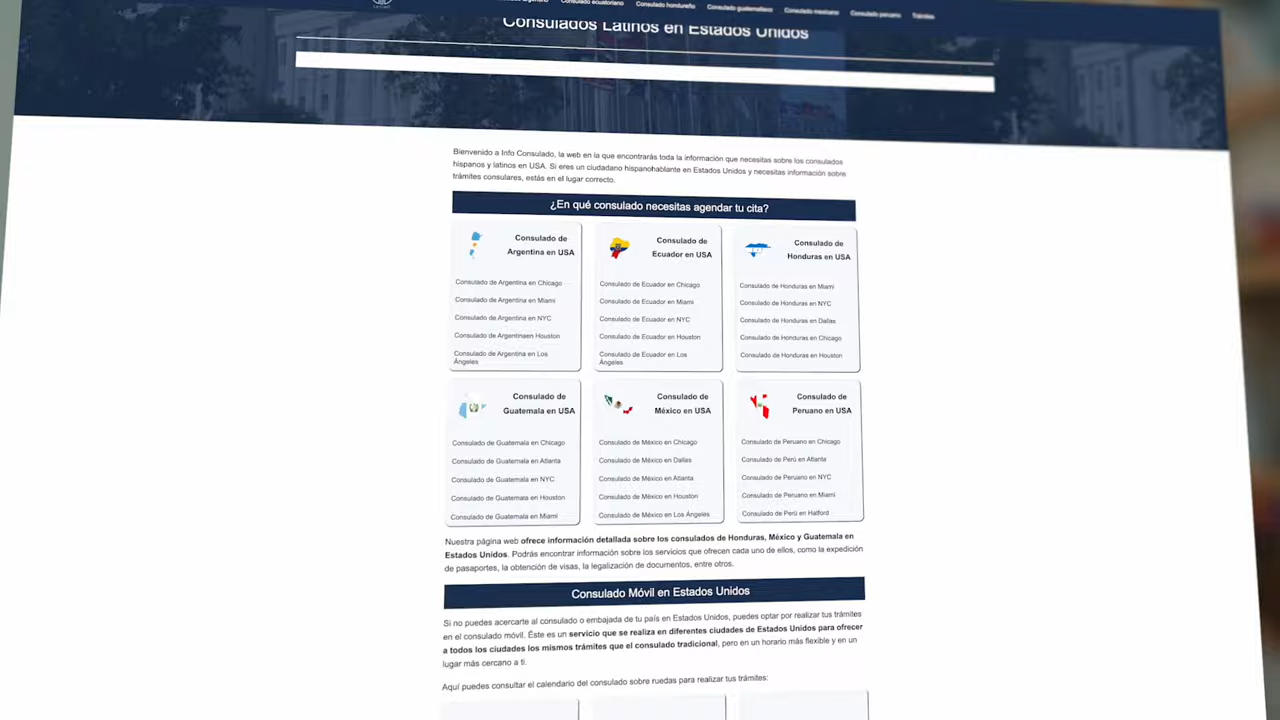 Consulado ecuatoriano Consulado hondureño Consulado guatemalteco Consulado mexicano Consulado peruano Trámites
Consulados Latinos en Estados Unidos
Bienvenido a Info Consulado, la web en la que encontrarás toda la información que necesitas sobre los consulados
hispanos y latinos en USA. Si eres un ciudadano hispanohablante en Estados Unidos y necesitas información sobre
trámites consulares, estás en el lugar correcto.
¿En qué consulado necesitas agendar tu cita?
Consulado de
Argentina en USA
Consulado de Argentina en Chicago
Consulado de Argentina en Miami
Consulado de Argentina en NYC
Consulado de Argentinaen Houston
Consulado de Argentina en Los
Ángeles
Consulado de
Ecuador en USA
Consulado de Ecuador en Chicago
Consulado de Ecuador en Miami
Consulado de Ecuador en NYC
Consulado de Ecuador en Houston
Consulado de Ecuador en Los
Ángeles
Consulado de
Honduras en USA
Consulado de Honduras en Miami
Consulado de Honduras en NYC
Consulado de Honduras en Dallas
Consulado de Honduras en Chicago
Consulado de Honduras en Houston
Consulado de
Guatemala en USA
Consulado de Guatemala en Chicago
Consulado de Guatemala en Atlanta
Consulado de Guatemala en NYC
Consulado de Guatemala en Houston
Consulado de Guatemala en Miami
Consulado de
México en USA
Consulado de México en Chicago
Consulado de México en Dallas
Consulado de México en Atlanta
Consulado de México en Houston
Consulado de México en Los Ángeles
Consulado de
Peruano en USA
Consulado de Peruano en Chicago
Consulado de Perú en Atlanta
Consulado de Peruano en NYC
Consulado de Peruano en Miami
Consulado de Perú en Hatford
Nuestra página web ofrece información detallada sobre los consulados de Honduras, México y Guatemala en
Estados Unidos. Podrás encontrar información sobre los servicios que ofrecen cada uno de ellos, como la expedición
de pasaportes, la obtención de visas, la legalización de documentos, entre otros.
Consulado Móvil en Estados Unidos
Si no puedes acercarte al consulado o embajada de tu país en Estados Unidos, puedes optar por realizar tus trámites
en el consulado móvil. Éste es un servicio que se realiza en diferentes ciudades de Estados Unidos para ofrecer
a todos los ciudades los mismos trámites que el consulado tradicional, pero en un horario más flexible y en un
lugar más cercano a ti.
Aquí puedes consultar el calendario del consulado sobre ruedas para realizar tus trámites: